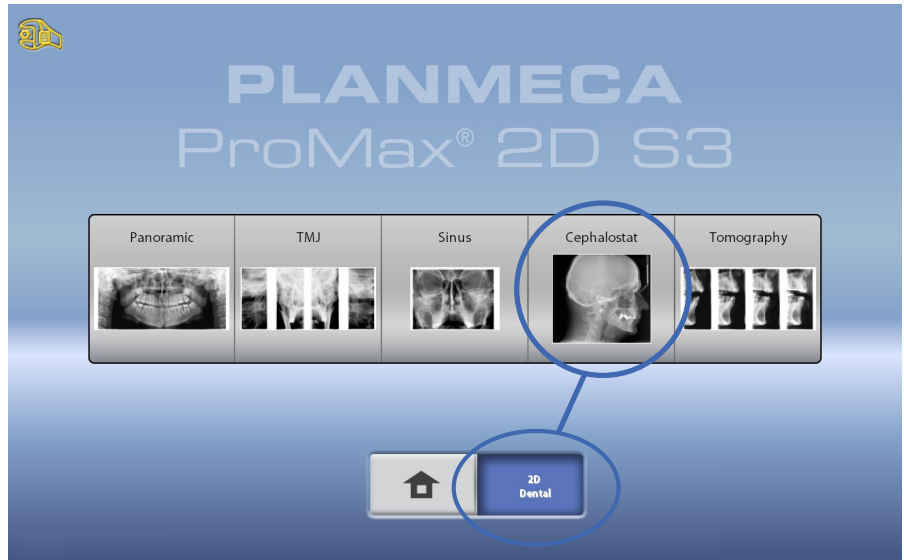 PLANMECA
ProMax® 2D S3
Panoramic
TMJ
Sinus
Cephalostat
Tomography
2D
Dental